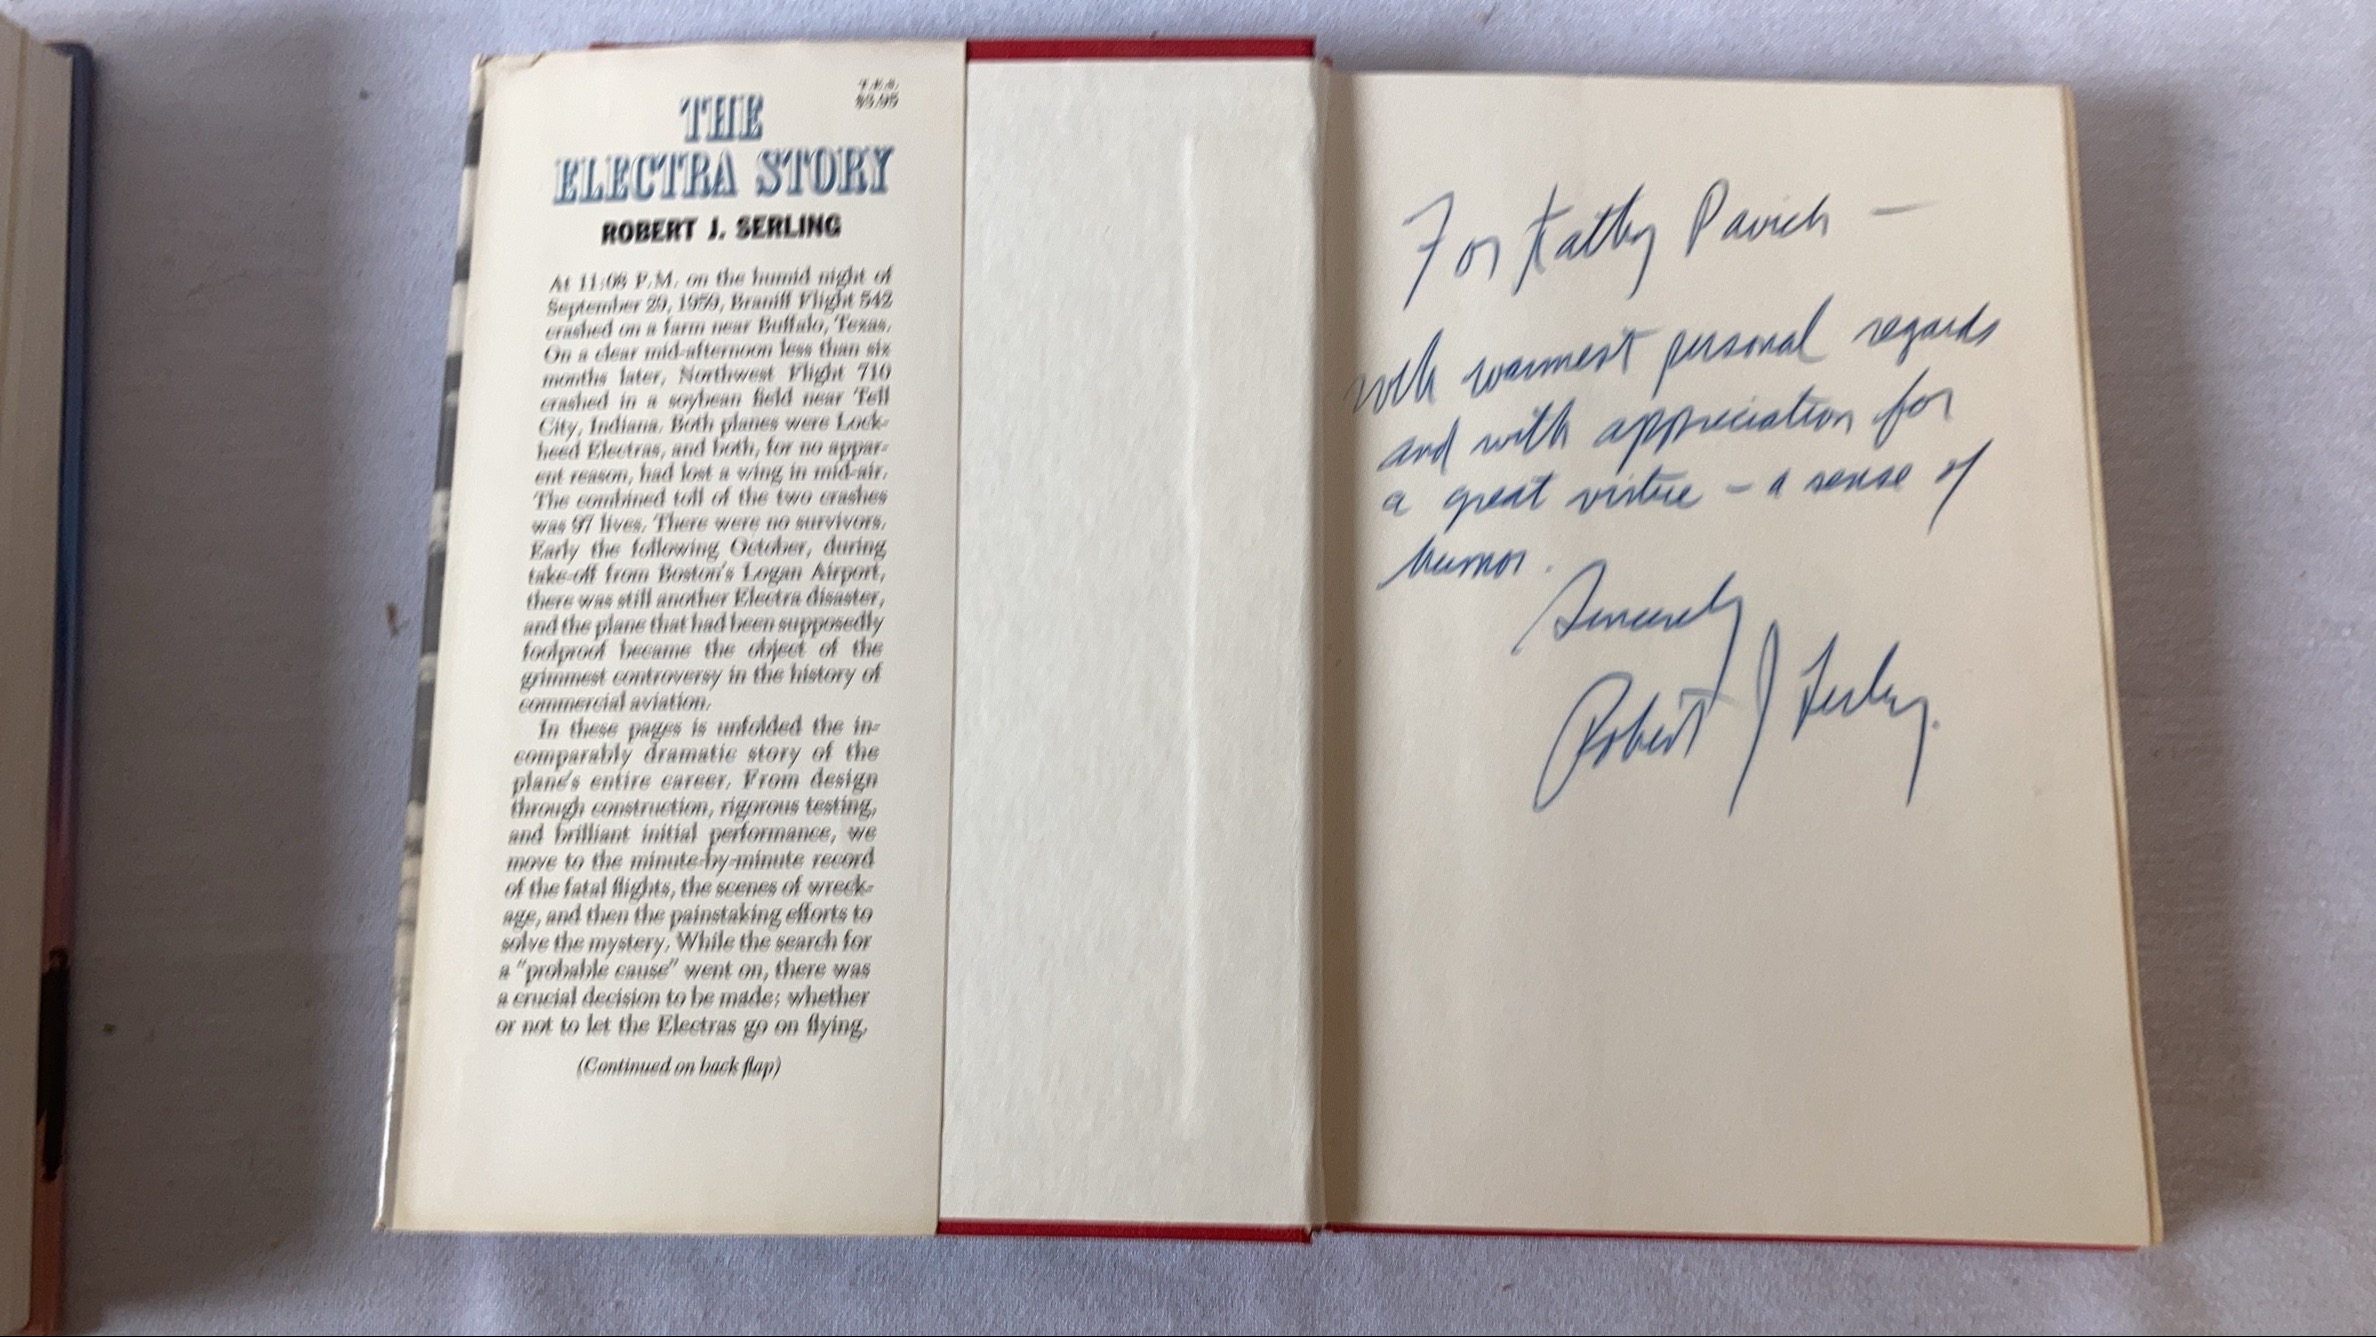 T.E.S.
$3.95
THE
ELECTRA STORY
ROBERT J. SERLING
At 11:08 P.M. on the humid night of
September 29, 1959, Braniff Flight 542
crashed on a farm near Buffalo, Texas.
On a clear mid-afternoon less than six
months later, Northwest Flight 710
crashed in a soybean field near Tell
City, Indiana. Both planes were Lock-
heed Electras, and both, for no appar-
ent reason, had lost a wing in mid-air.
The combined toll of the two crashes
was 97 lives. There were no survivors.
Early the following October, during
take-off from Boston's Logan Airport,
there was still another Electra disaster,
and the plane that had been supposedly
foolproof became the object of the
grimmest controversy in the history of
commercial aviation.
In these pages is unfolded the in-
comparably dramatic story of the
plane's entire career. From design
through construction, rigorous testing,
and brilliant initial performance, we
move to the minute-by-minute record
of the fatal flights, the scenes of wreck-
age, and then the painstaking efforts to
solve the mystery. While the search for
a "probable cause" went on, there was
a crucial decision to be made: whether
or not to let the Electras go on flying,
(Continued on back flap)
For Kathy Pavich —
with warmest personal regards
and with appreciation for
a great virtue – a sense of
humor.
Sincerely
Robert J Serling.